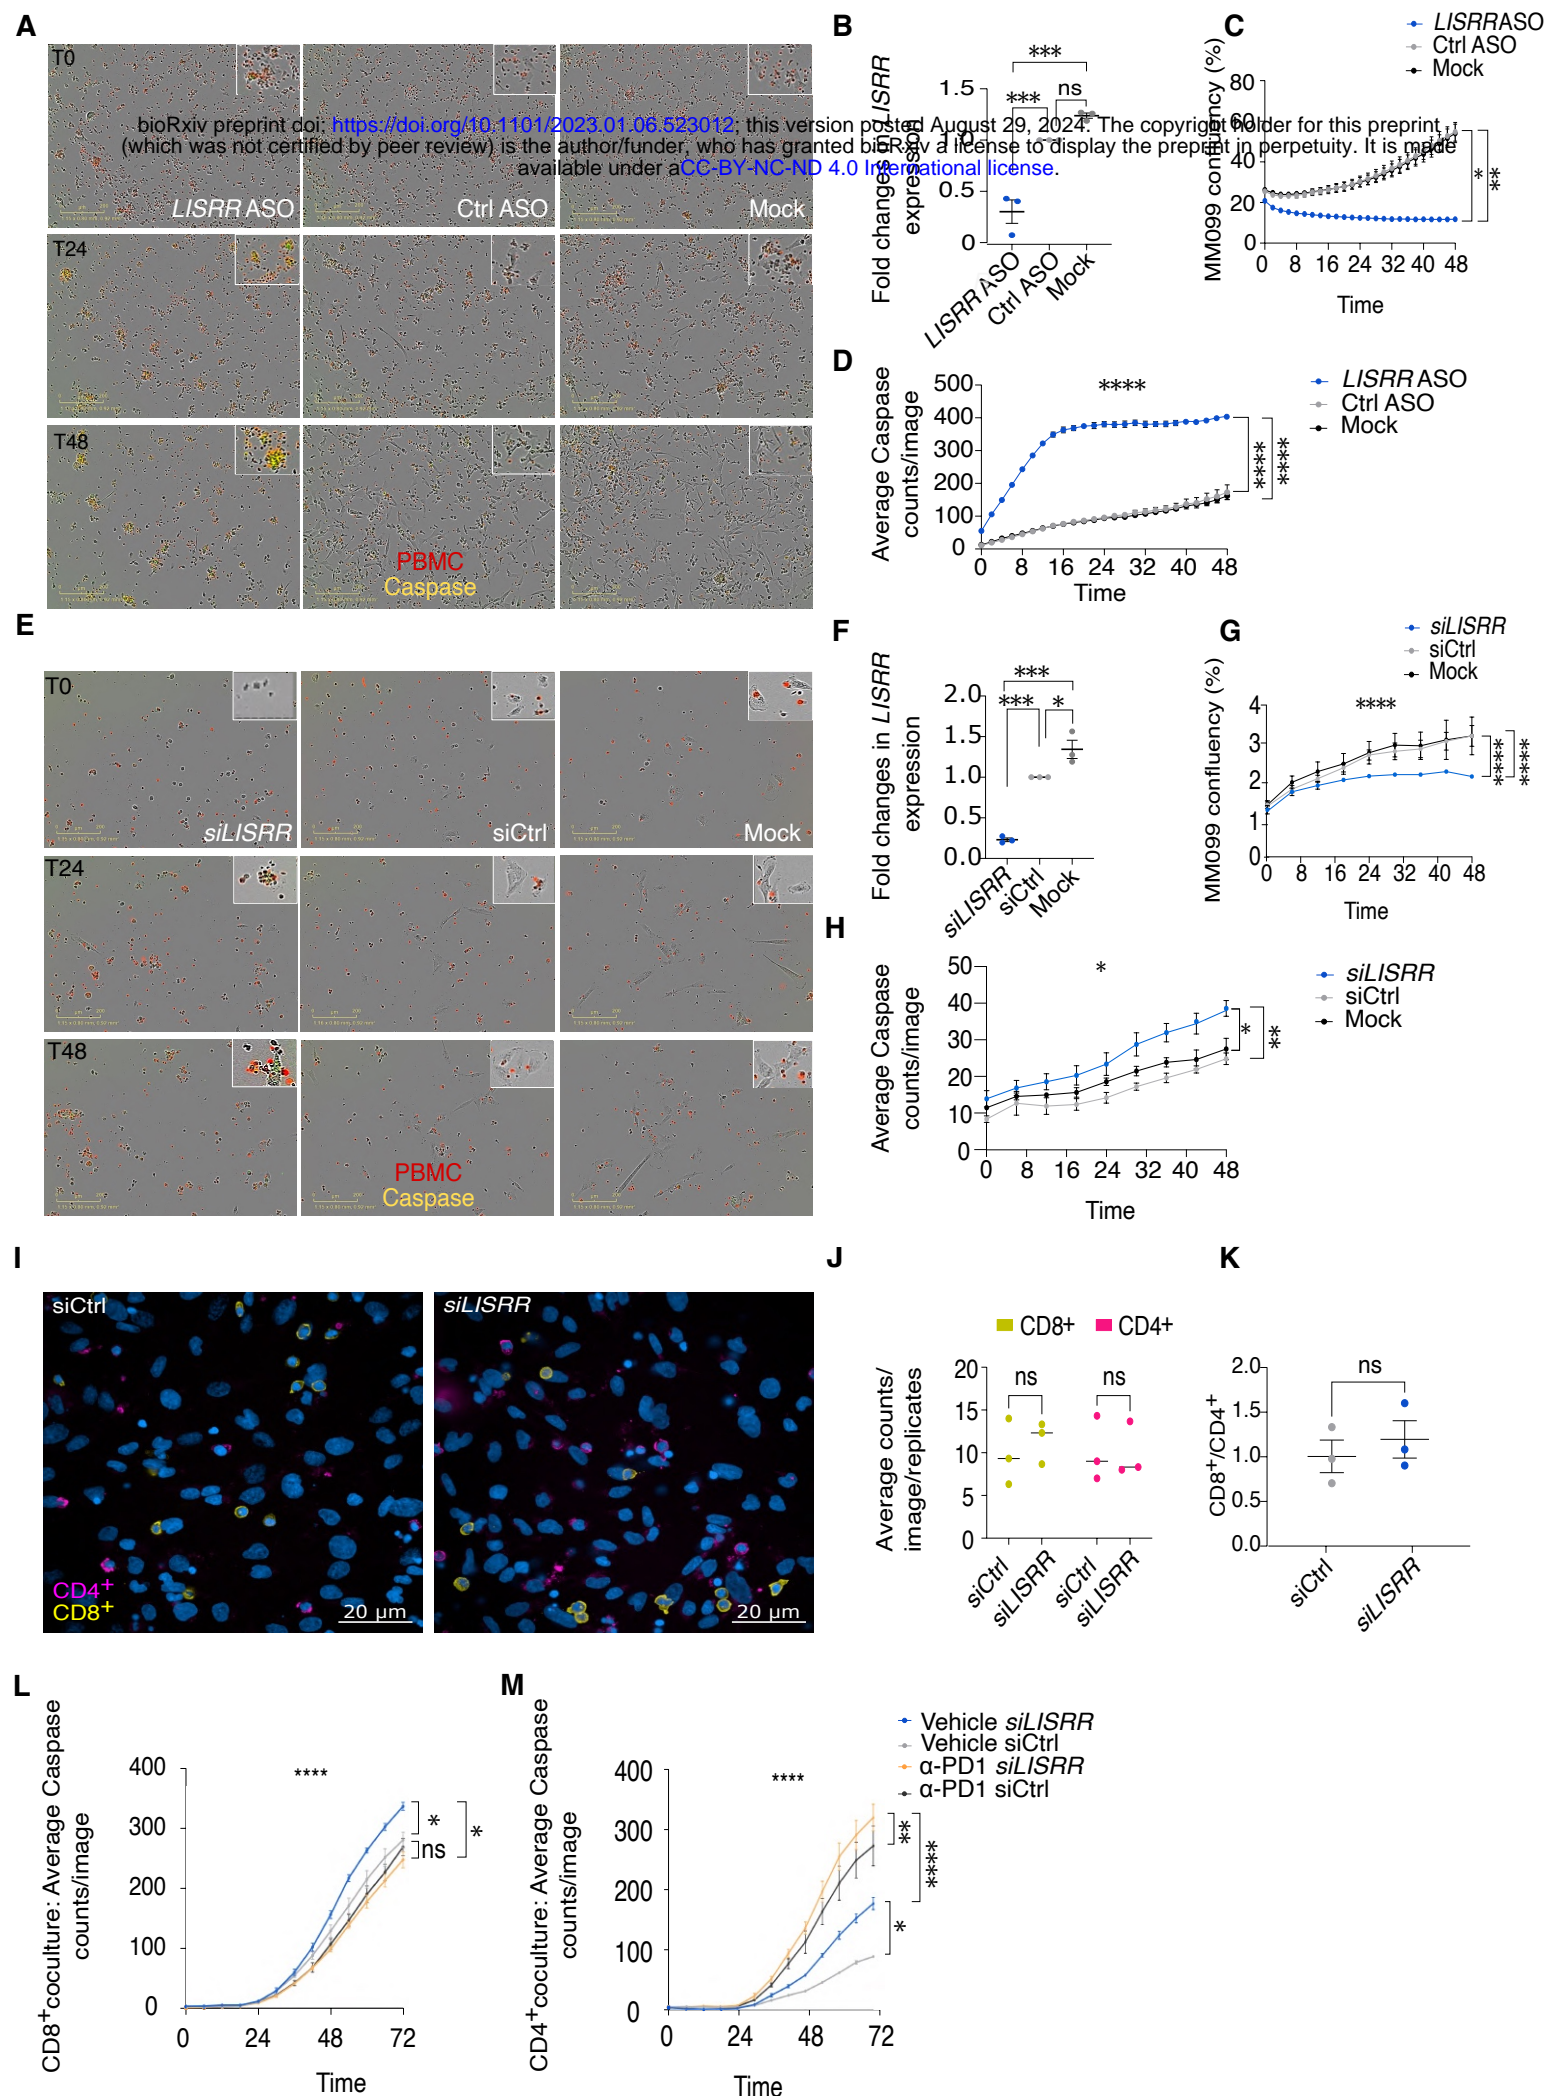 A
T0
LISRR ASO
Ctrl ASO
Mock
T24
T48
PBMC
Caspase
bioRxiv preprint doi: https://doi.org/10.1101/2023.01.06.523012; this version posted August 29, 2024. The copyright holder for this preprint
(which was not certified by peer review) is the author/funder, who has granted bioRxiv a license to display the preprint in perpetuity. It is made
available under aCC-BY-NC-ND 4.0 International license.
B
Fold changes in LISRR
expression
***
***
ns
1.5
1.0
0.5
0
LISRR ASO
Ctrl ASO
Mock
C
LISRR ASO
Ctrl ASO
Mock
MM099 confluency (%)
80
60
40
20
0
0 8 16 24 32 40 48
Time
*
**
D
Average Caspase
counts/image
500
400
300
200
100
0
0 8 16 24 32 40 48
Time
****
****
****
LISRR ASO
Ctrl ASO
Mock
E
T0
siLISRR
siCtrl
Mock
T24
T48
PBMC
Caspase
F
Fold changes in LISRR
expression
***
***
*
2.0
1.5
1.0
0.5
0.0
siLISRR
siCtrl
Mock
G
siLISRR
siCtrl
Mock
MM099 confluency (%)
4
3
2
1
0
0 8 16 24 32 40 48
Time
****
****
****
H
Average Caspase
counts/image
50
40
30
20
10
0
0 8 16 24 32 40 48
Time
*
*
**
siLISRR
siCtrl
Mock
I
siCtrl
CD4+
CD8+
20 µm
siLISRR
20 µm
J
CD8+
CD4+
Average counts/
image/replicates
20
15
10
5
0
ns
ns
siCtrl
siLISRR
siCtrl
siLISRR
K
CD8+/CD4+
2.0
1.5
1.0
0.5
0.0
ns
siCtrl
siLISRR
L
CD8+coculture: Average Caspase
counts/image
400
300
200
100
0
0 24 48 72
Time
****
*
ns
*
M
CD4+coculture: Average Caspase
counts/image
400
300
200
100
0
0 24 48 72
Time
****
**
****
*
Vehicle siLISRR
Vehicle siCtrl
α-PD1 siLISRR
α-PD1 siCtrl